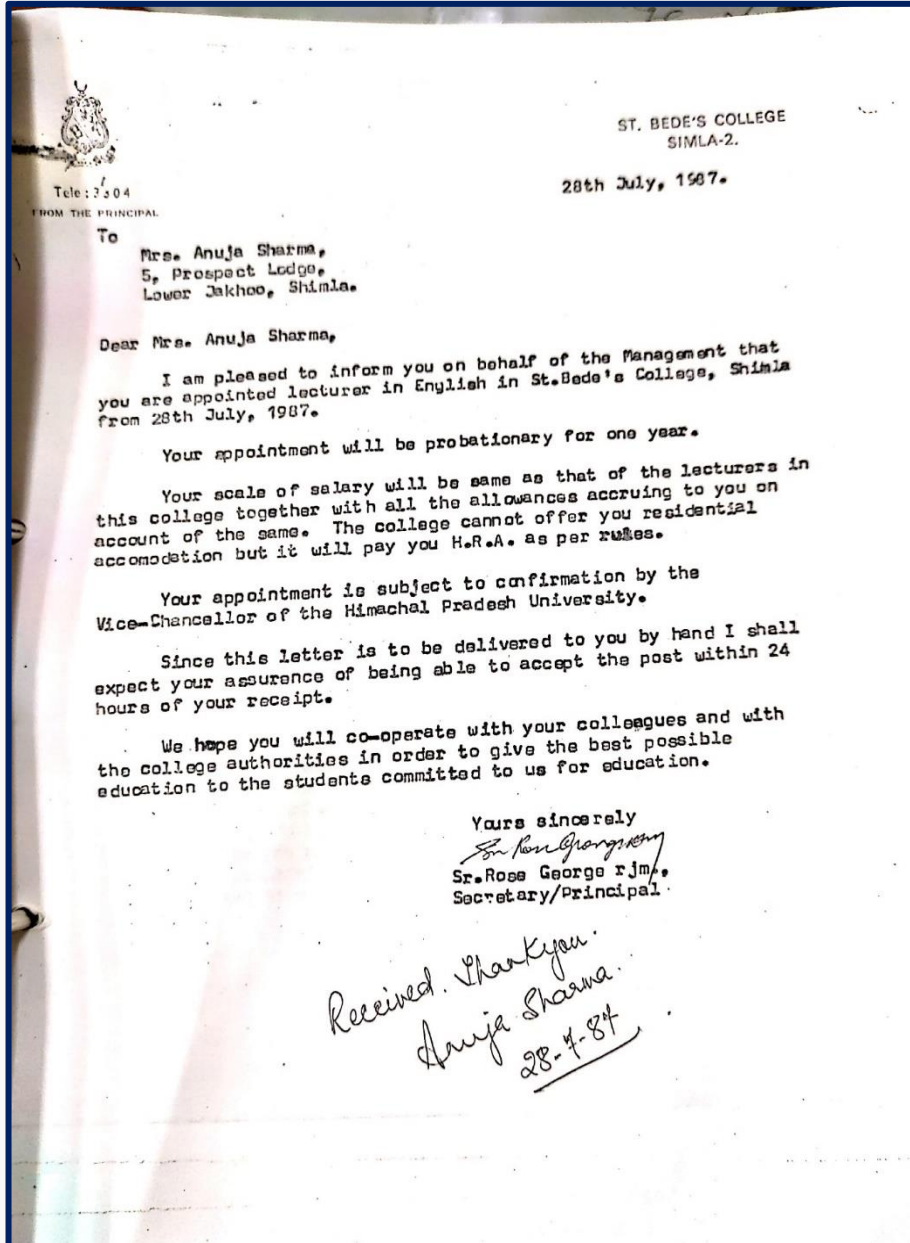 ST. BEDE'S COLLEGE
SIMLA-2.
28th July, 1987.
Tele:
FROM THE PRINCIPAL
To
Mrs. Anuja Sharma,
5, Prospect Lodge,
Lower Jakhoo, Shimla.
Dear Mrs. Anuja Sharma,
I am pleased to inform you on behalf of the Management that
you are appointed lecturer in English in St.Bede's College, Shimla
from 28th July, 1987.
Your appointment will be probationary for one year.
Your scale of salary will be same as that of the lecturers in
this college together with all the allowances accruing to you on
account of the same. The college cannot offer you residential
accomodation but it will pay you H.R.A. as per rules.
Your appointment is subject to confirmation by the
Vice-Chancellor of the Himachal Pradesh University.
Since this letter is to be delivered to you by hand I shall
expect your assurence of being able to accept the post within 24
hours of your receipt.
We hope you will co-operate with your colleagues and with
the college authorities in order to give the best possible
education to the students committed to us for education.
Yours sincerely
Sr.Rose George rjm.,
Secretary/Principal.
Received. Thankyou.
Anuja Sharma.
28-7-87